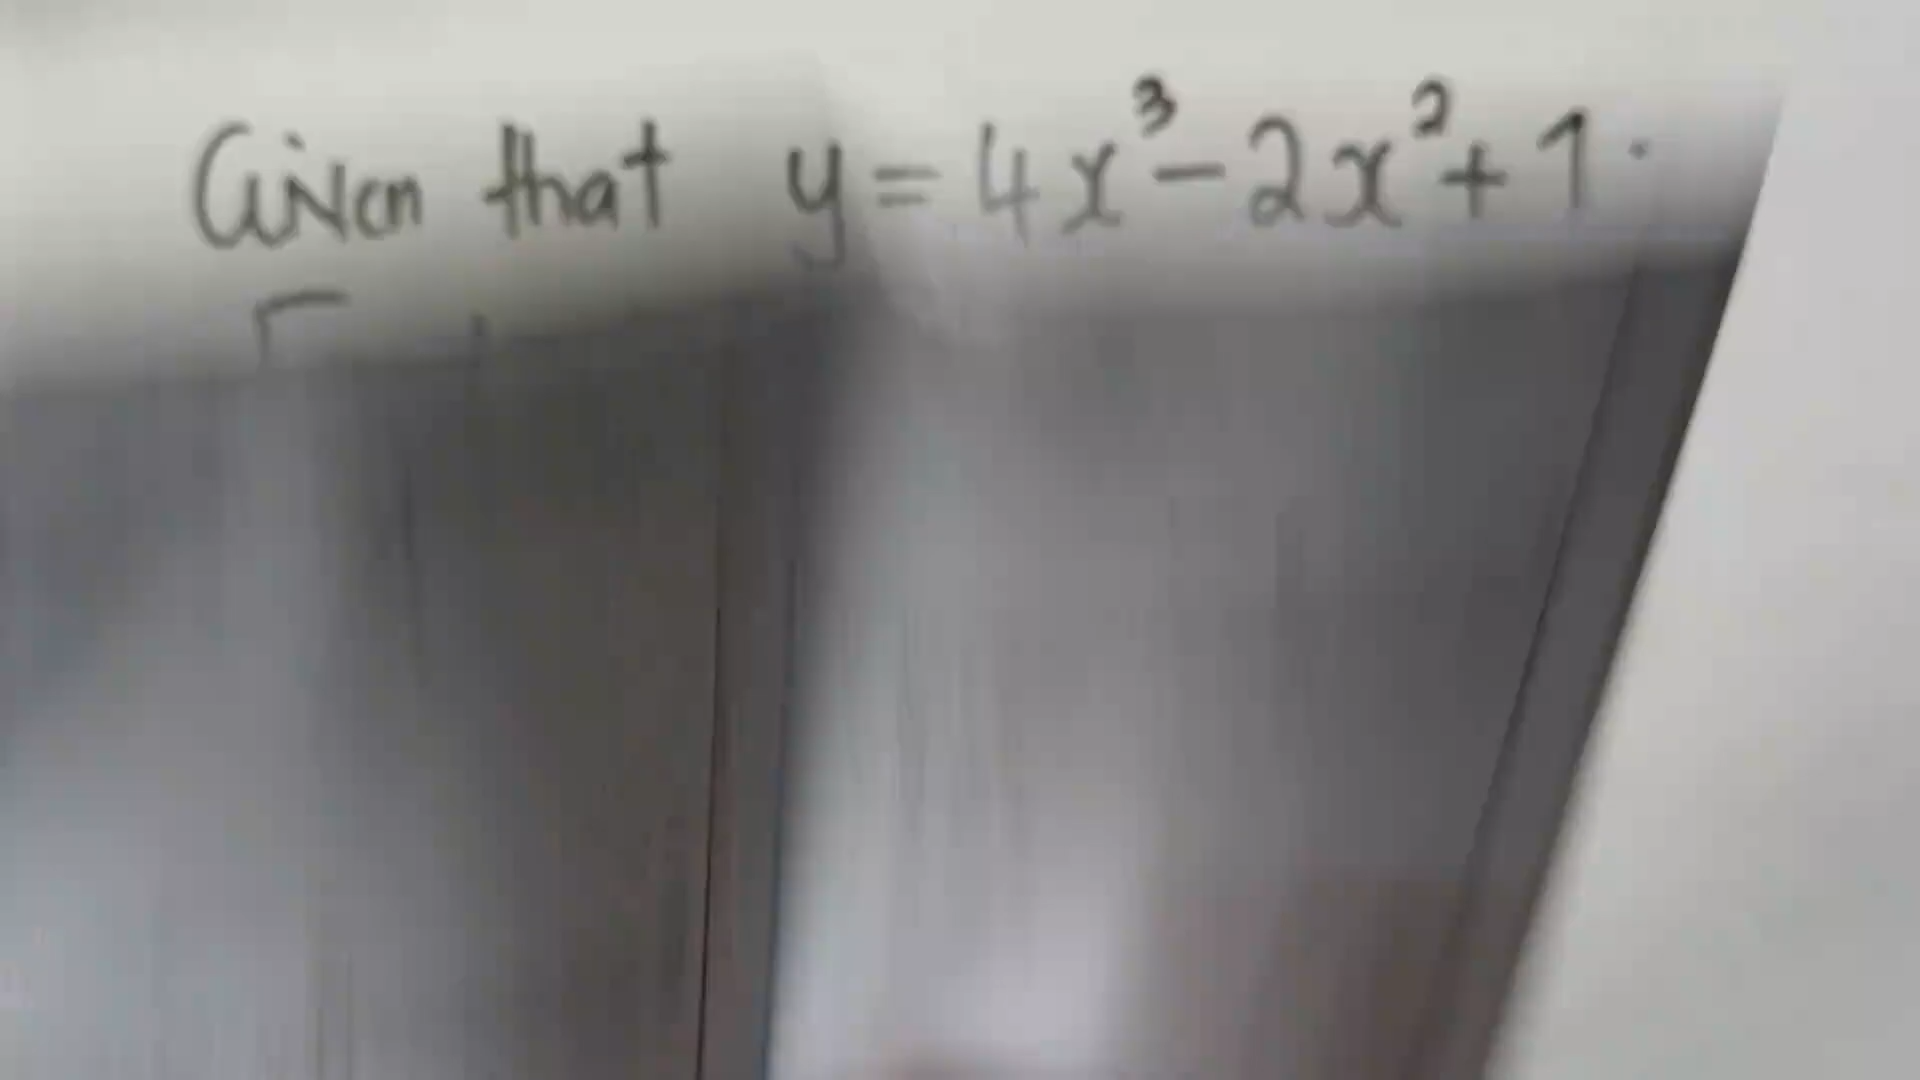 Given that y = 4x³ - 2x² + 1.